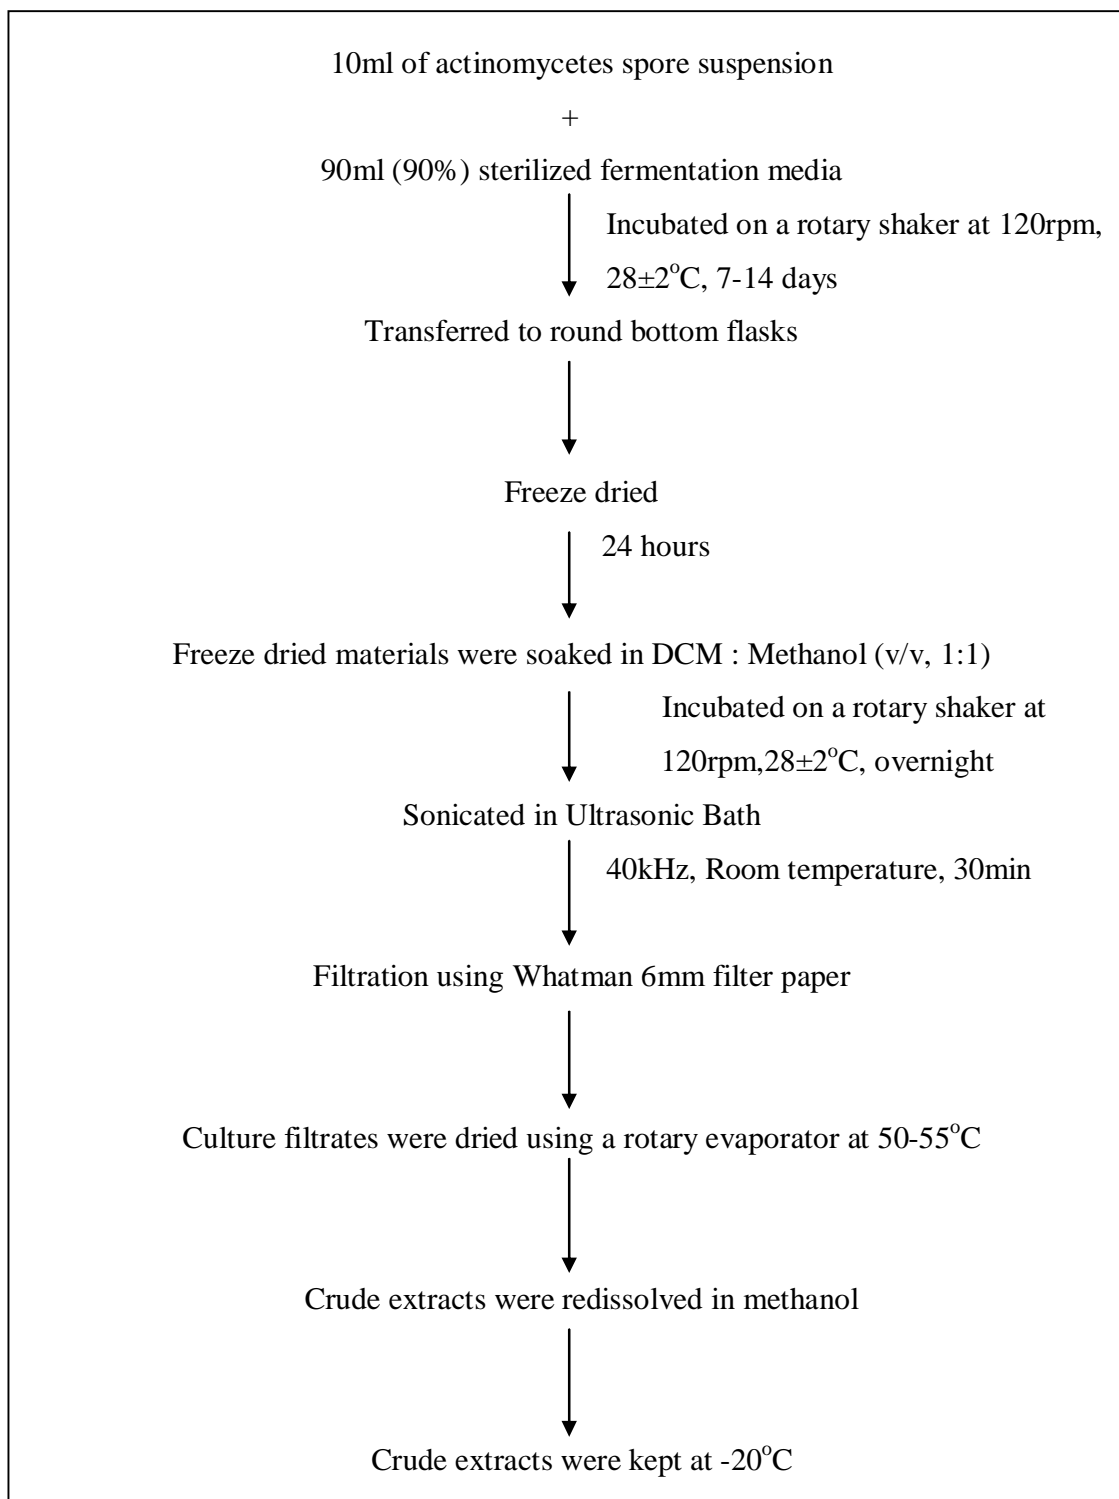 10ml of actinomycetes spore suspension
+
90ml (90%) sterilized fermentation media
Incubated on a rotary shaker at 120rpm,
28±2°C, 7-14 days
Transferred to round bottom flasks
Freeze dried
24 hours
Freeze dried materials were soaked in DCM : Methanol (v/v, 1:1)
Incubated on a rotary shaker at
120rpm,28±2°C, overnight
Sonicated in Ultrasonic Bath
40kHz, Room temperature, 30min
Filtration using Whatman 6mm filter paper
Culture filtrates were dried using a rotary evaporator at 50-55°C
Crude extracts were redissolved in methanol
Crude extracts were kept at -20°C